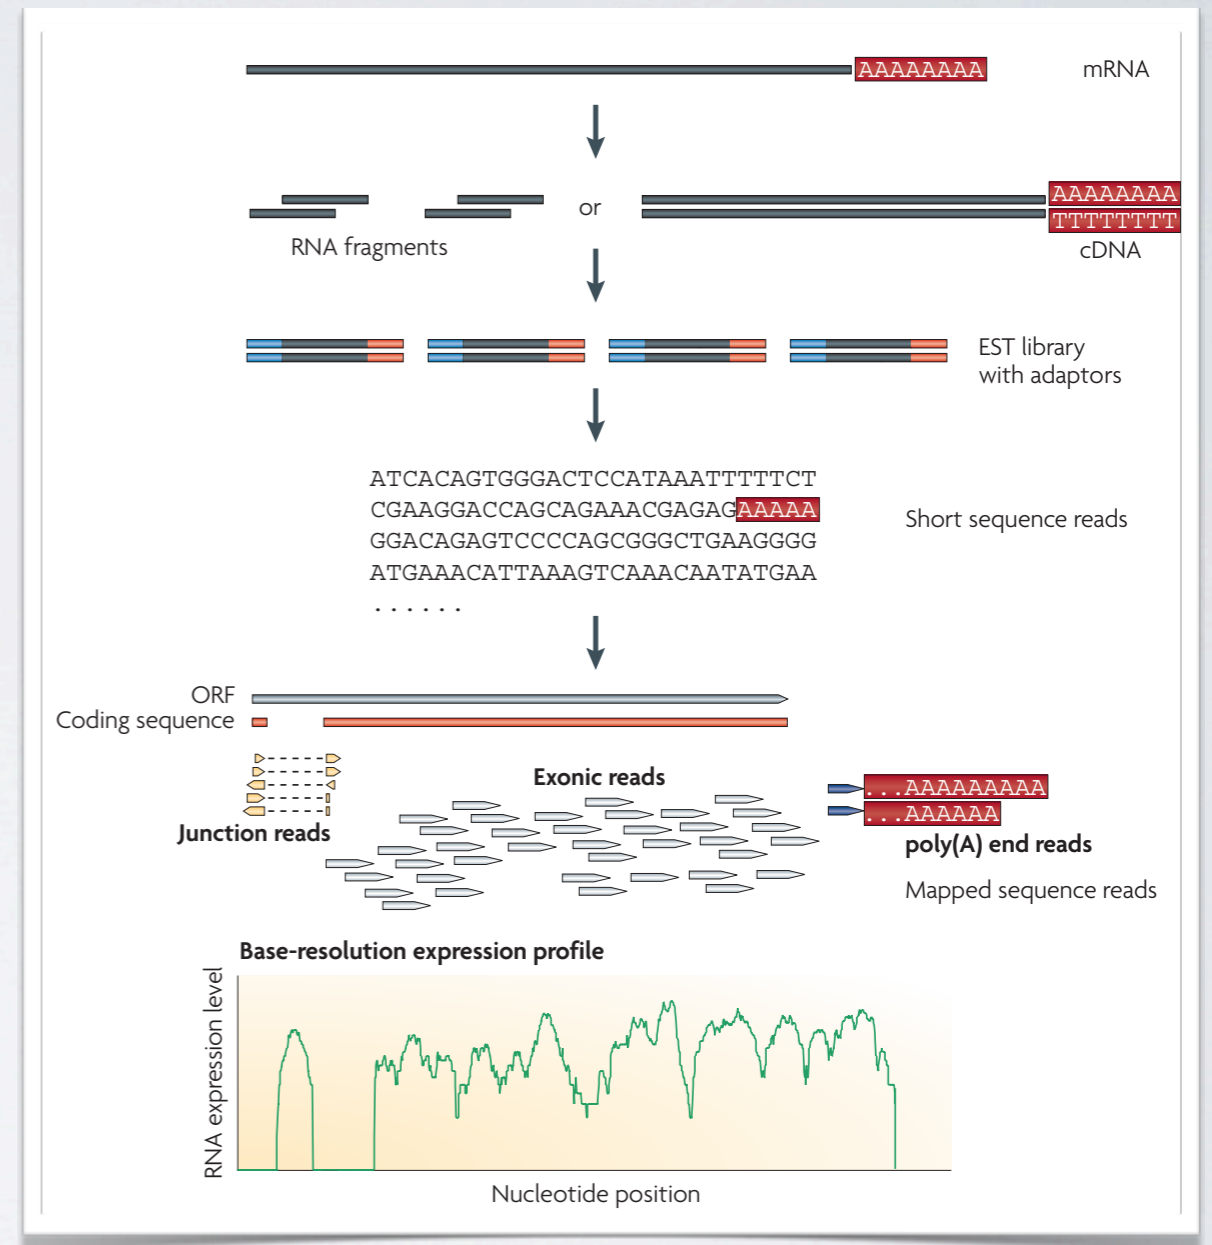 AAAAAAAA mRNA
AAAAAAAA
or
TTTTTTTT
RNA fragments
cDNA
EST library
with adaptors
ATCACAGTGGGACTCCATAAATTTTTCT
CGAAGGACCAGCAGAAACGAGAGAAAAA
Short sequence reads
GGACAGAGTCCCCAGCGGGCTGAAGGGG
ATGAAACATTAAAGTCAAACAATATGAA
. . . . . .
ORF
Coding sequence
Exonic reads
...AAAAAAAAA
...AAAAAA
Junction reads
poly(A) end reads
Mapped sequence reads
Base-resolution expression profile
RNA expression level
Nucleotide position